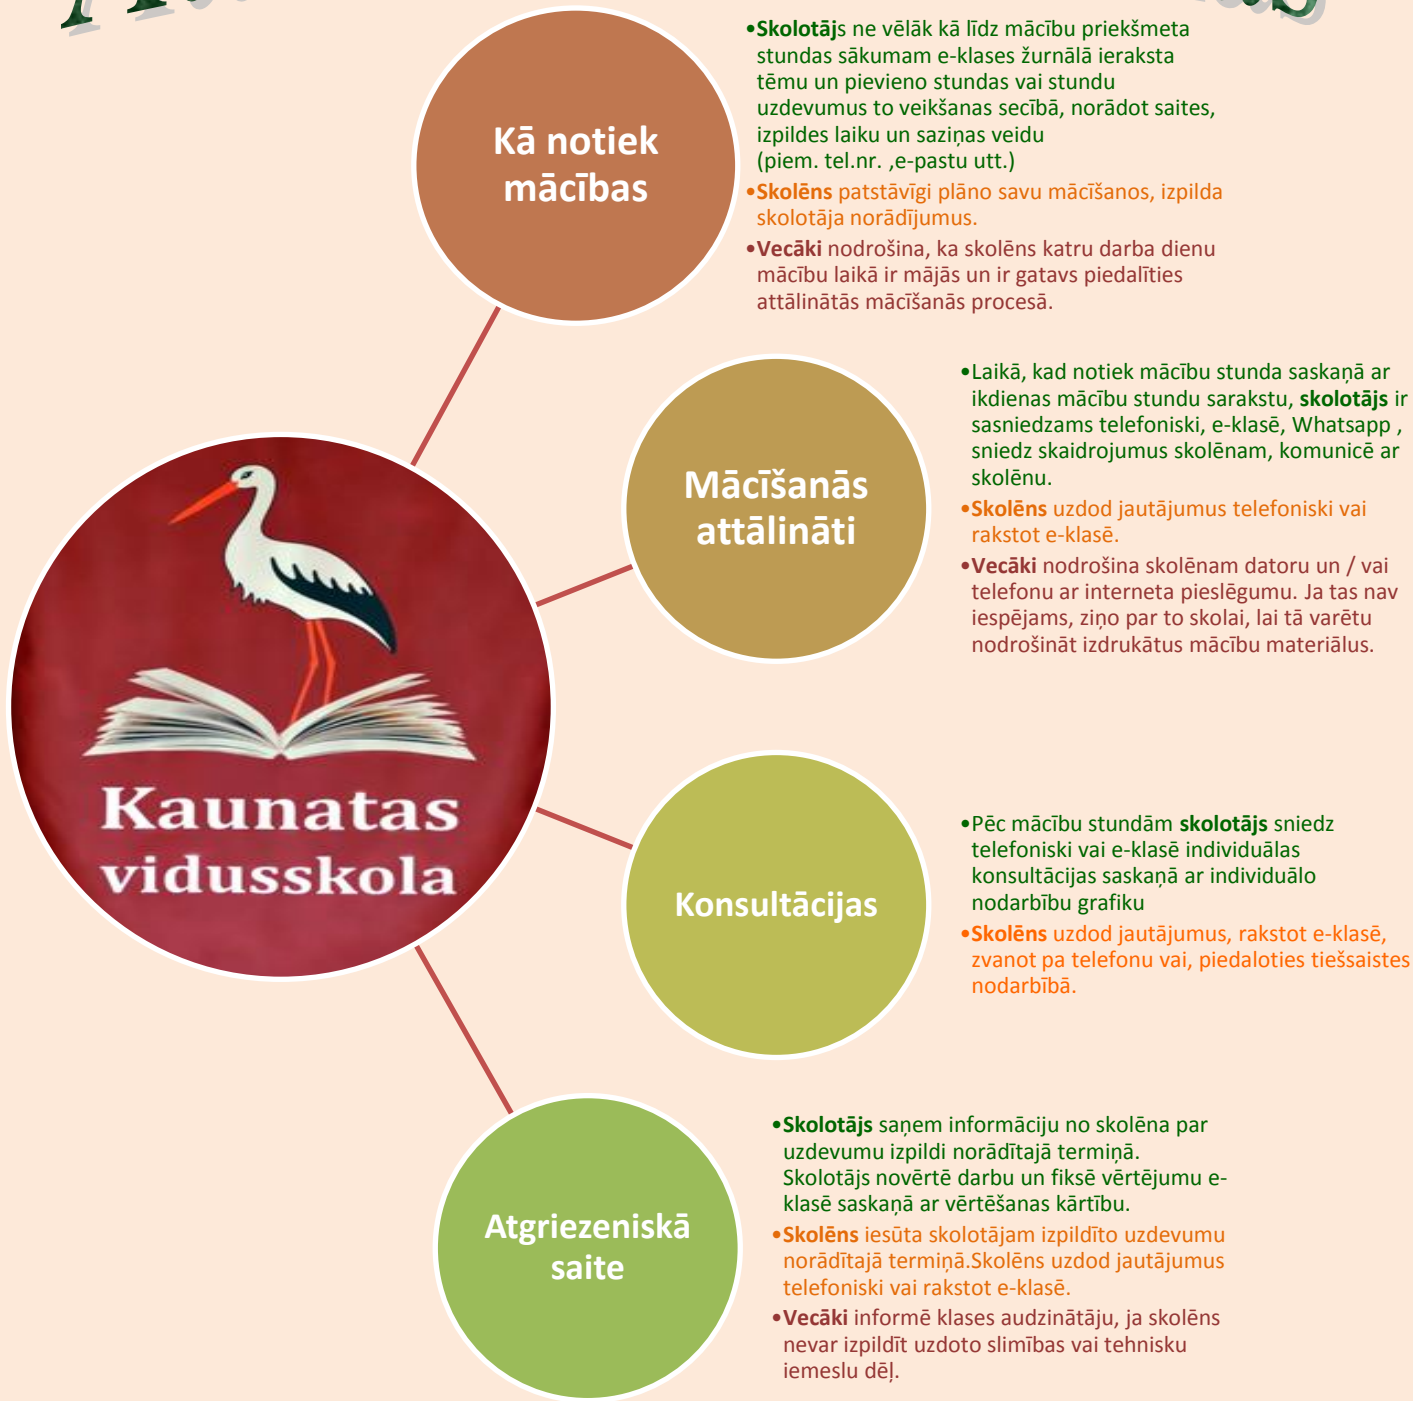 Kā notiek
mācības
•Skolotājs ne vēlāk kā līdz mācību priekšmeta
stundas sākumam e-klases žurnālā ieraksta
tēmu un pievieno stundas vai stundu
uzdevumus to veikšanas secībā, norādot saites,
izpildes laiku un saziņas veidu
(piem. tel.nr. ,e-pastu utt.)
•Skolēns patstāvīgi plāno savu mācīšanos, izpilda
skolotāja norādījumus.
•Vecāki nodrošina, ka skolēns katru darba dienu
mācību laikā ir mājās un ir gatavs piedalīties
attālinātās mācīšanās procesā.
Mācīšanās
attālināti
•Laikā, kad notiek mācību stunda saskaņā ar
ikdienas mācību stundu sarakstu, skolotājs ir
sasniedzams telefoniski, e-klasē, Whatsapp ,
sniedz skaidrojumus skolēnam, komunicē ar
skolēnu.
•Skolēns uzdod jautājumus telefoniski vai
rakstot e-klasē.
•Vecāki nodrošina skolēnam datoru un / vai
telefonu ar interneta pieslēgumu. Ja tas nav
iespējams, ziņo par to skolai, lai tā varētu
nodrošināt izdrukātus mācību materiālus.
Kaunatas
vidusskola
Konsultācijas
•Pēc mācību stundām skolotājs sniedz
telefoniski vai e-klasē individuālas
konsultācijas saskaņā ar individuālo
nodarbību grafiku
•Skolēns uzdod jautājumus, rakstot e-klasē,
zvanot pa telefonu vai, piedaloties tiešsaistes
nodarbībā.
Atgriezeniskā
saite
•Skolotājs saņem informāciju no skolēna par
uzdevumu izpildi norādītajā termiņā.
Skolotājs novērtē darbu un fiksē vērtējumu e-
klasē saskaņā ar vērtēšanas kārtību.
•Skolēns iesūta skolotājam izpildīto uzdevumu
norādītajā termiņā.Skolēns uzdod jautājumus
telefoniski vai rakstot e-klasē.
•Vecāki informē klases audzinātāju, ja skolēns
nevar izpildīt uzdoto slimības vai tehnisku
iemeslu dēļ.